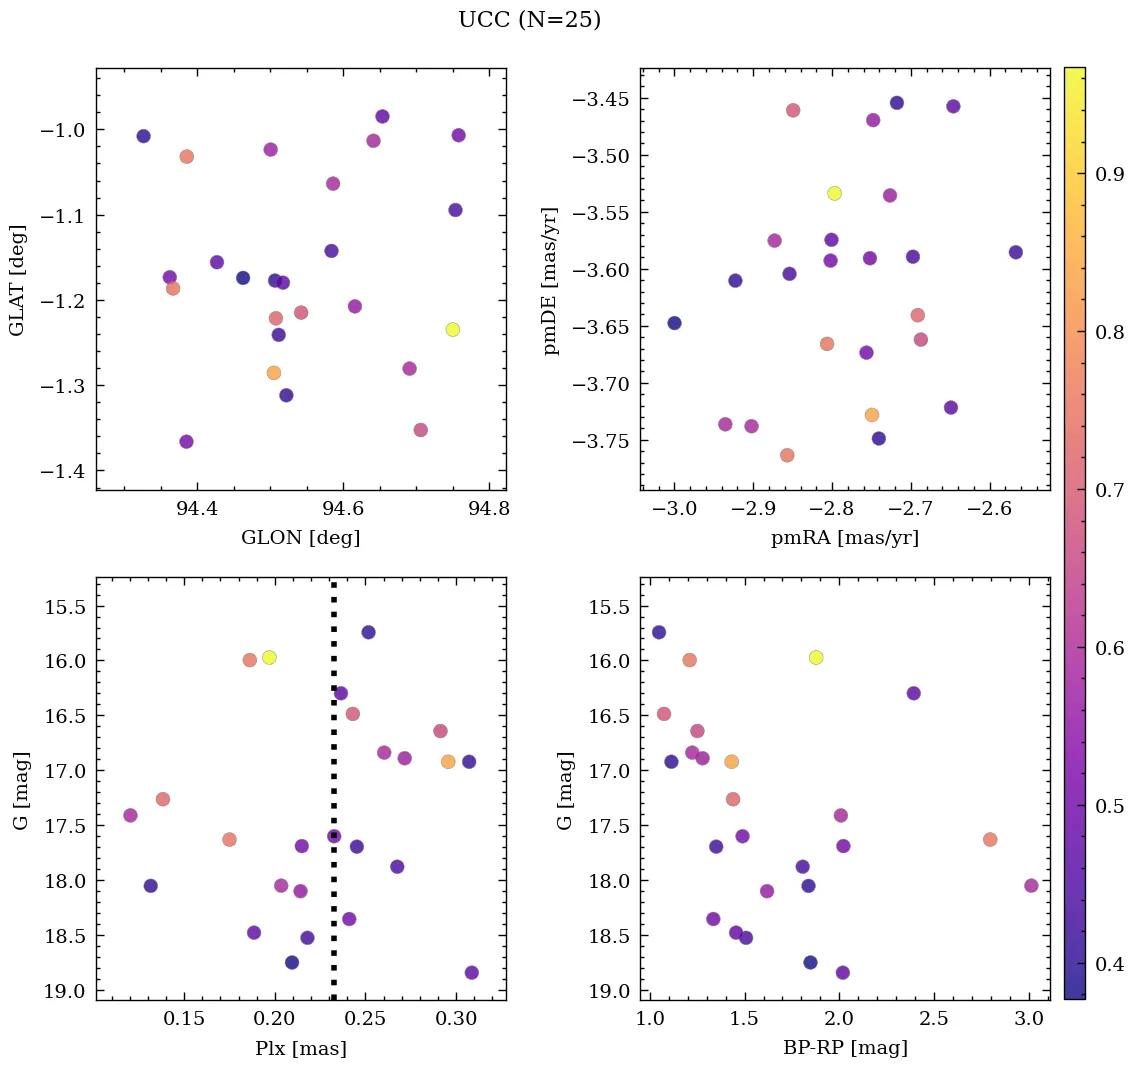 UCC (N=25)
−1.0
−1.1
−1.2
−1.3
−1.4
GLAT [deg]
94.4 94.6 94.8
GLON [deg]
−3.45
−3.50
−3.55
−3.60
−3.65
−3.70
−3.75
pmDE [mas/yr]
−3.0 −2.9 −2.8 −2.7 −2.6
pmRA [mas/yr]
15.5
16.0
16.5
17.0
17.5
18.0
18.5
19.0
G [mag]
0.15 0.20 0.25 0.30
Plx [mas]
15.5
16.0
16.5
17.0
17.5
18.0
18.5
19.0
G [mag]
1.0 1.5 2.0 2.5 3.0
BP-RP [mag]
0.9
0.8
0.7
0.6
0.5
0.4